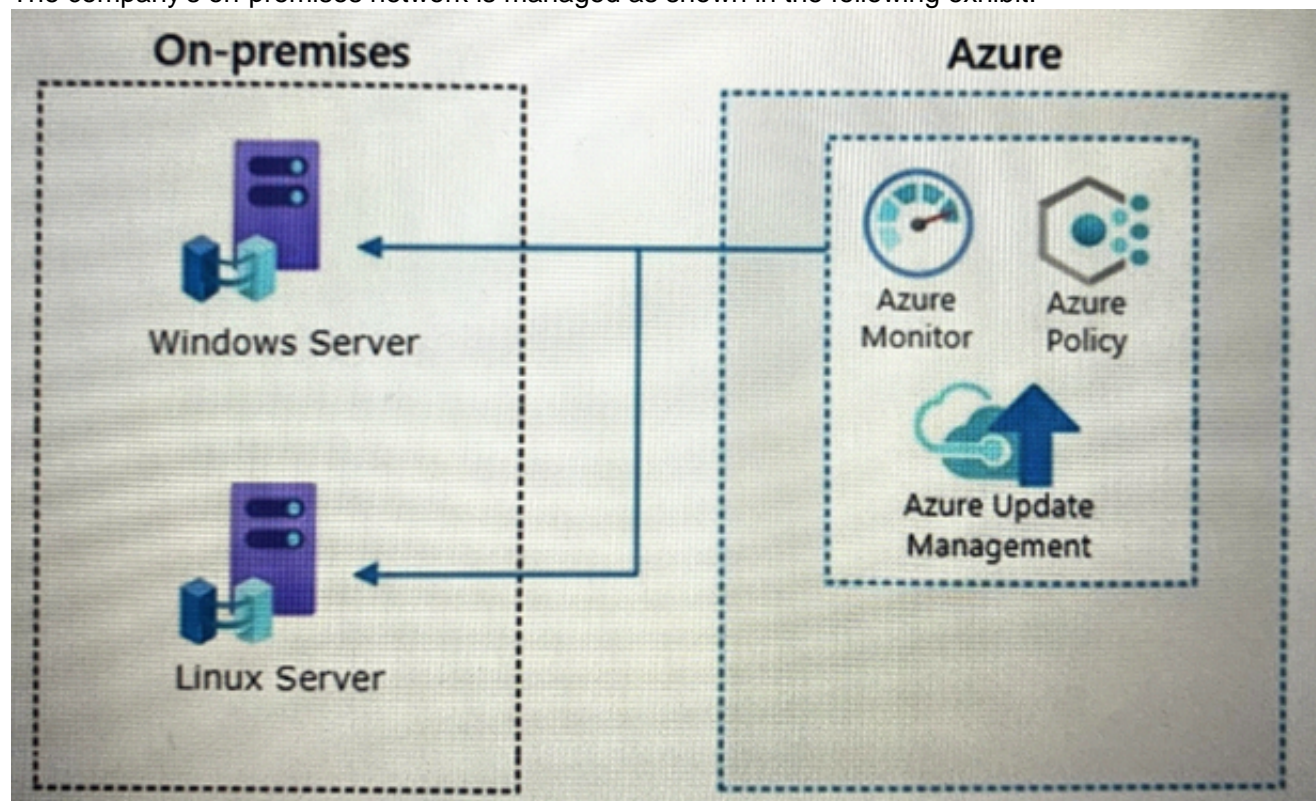 The company's on-premises network is managed as shown in the following exhibit.
On-premises
Azure
Windows Server
Azure
Monitor
Azure
Policy
Azure Update
Management
Linux Server